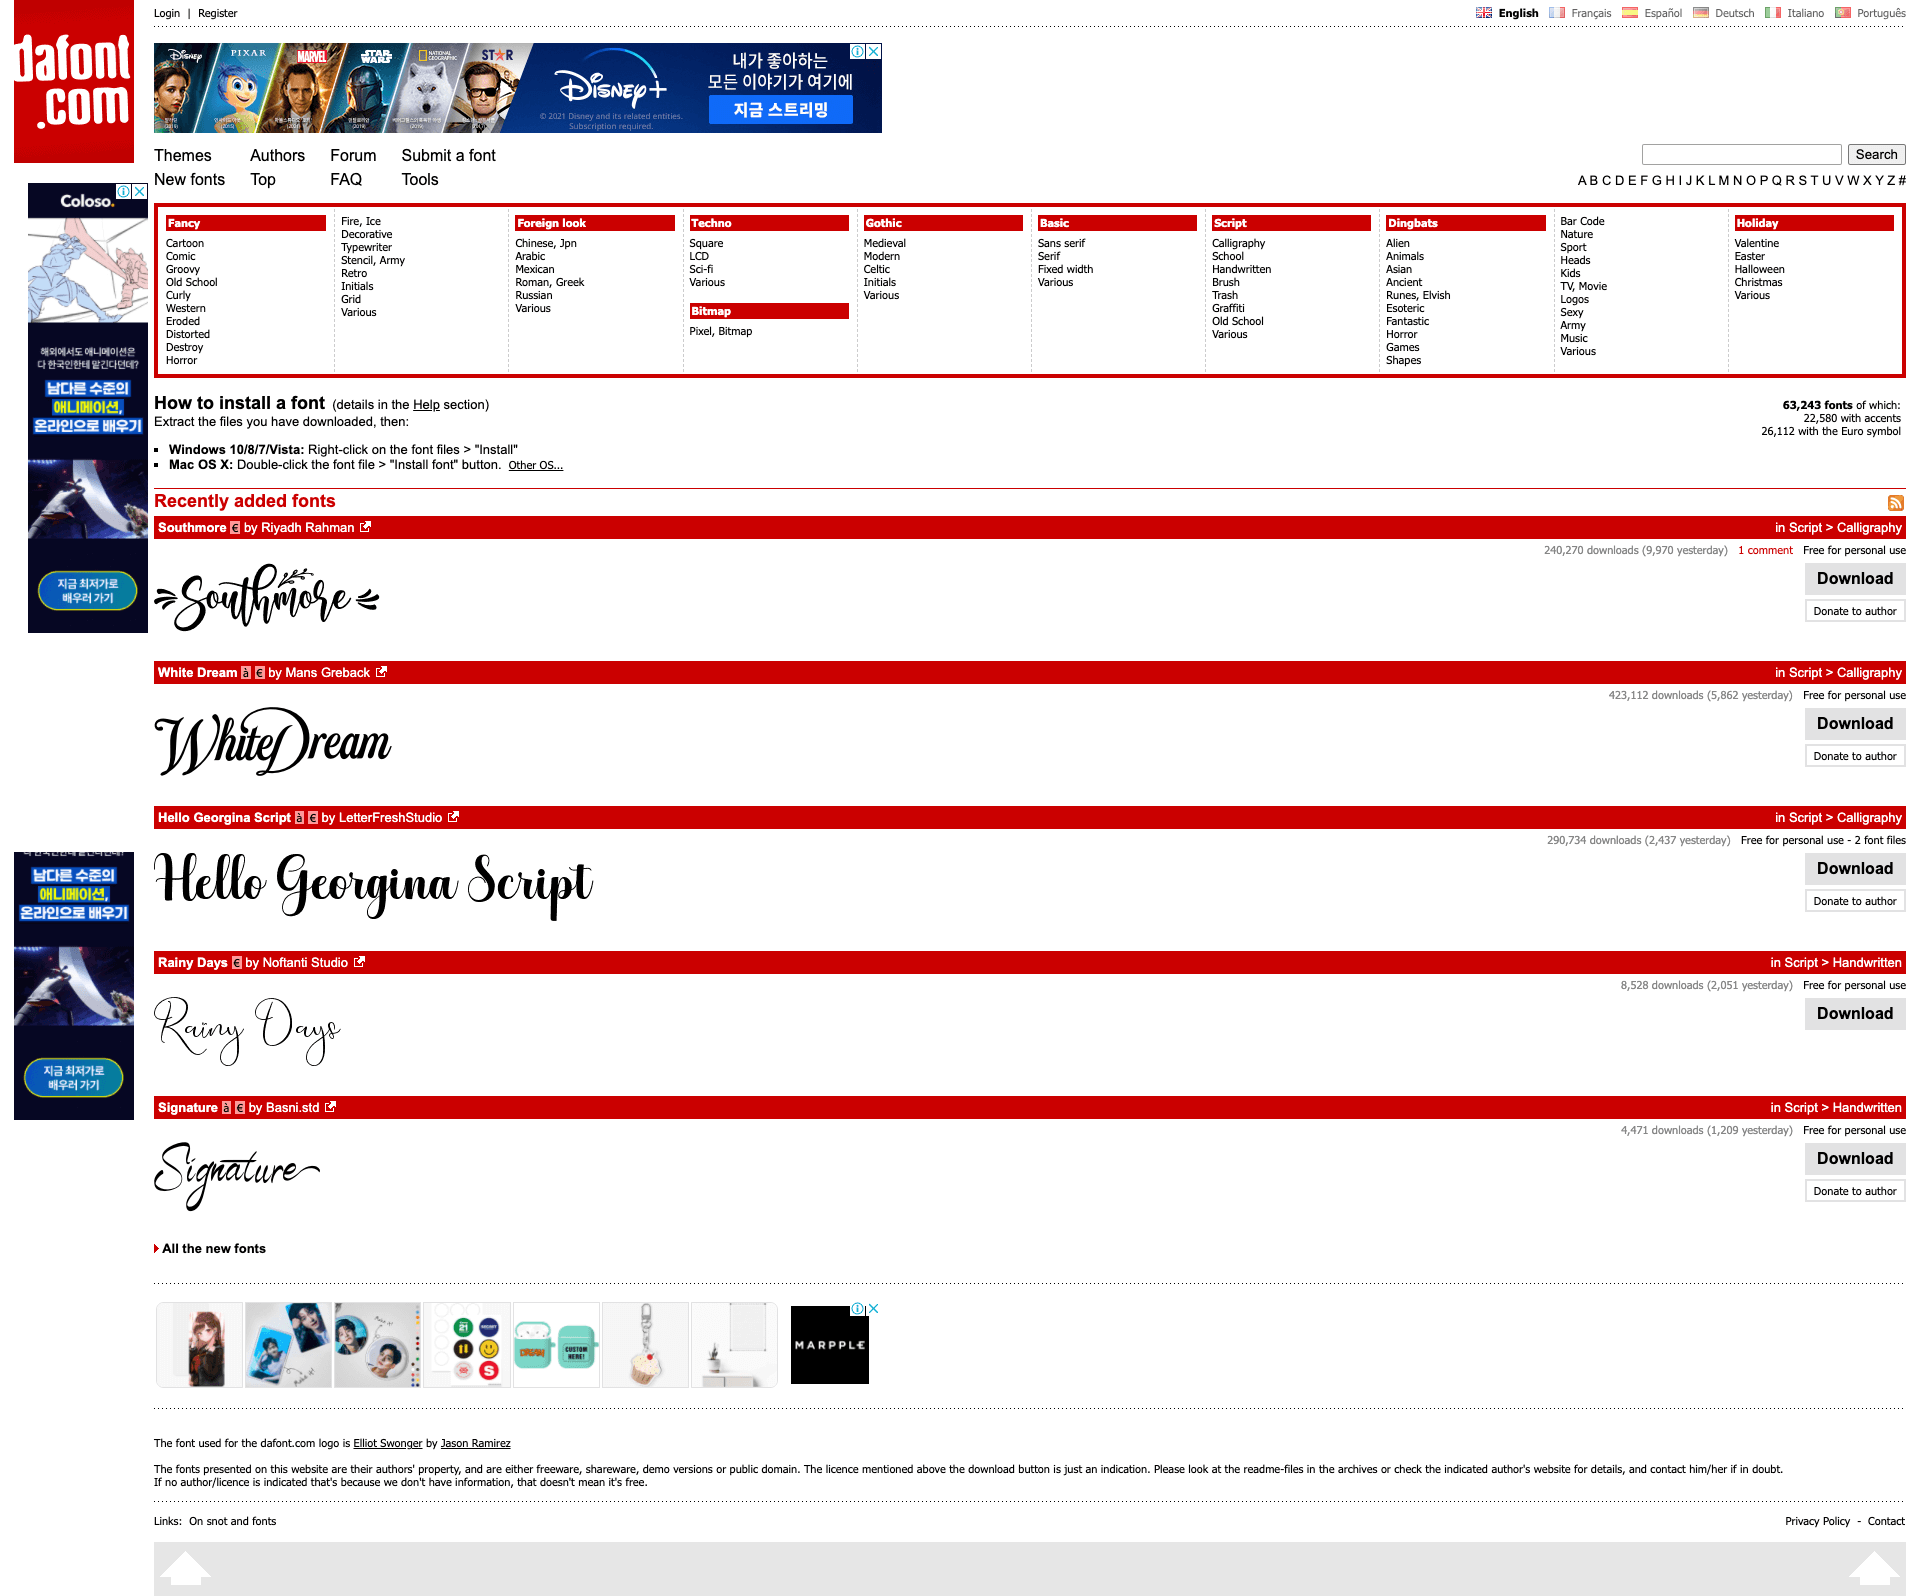 Login | Register
English Français Español Deutsch Italiano Português
dafont
.com
Disney PIXAR MARVEL STAR WARS NATIONAL GEOGRAPHIC STAR
Disney+
내가 좋아하는
모든 이야기가 여기에
지금 스트리밍
© 2021 Disney and its related entities.
Subscription required.
Themes Authors Forum Submit a font
New fonts Top FAQ Tools
Search
A B C D E F G H I J K L M N O P Q R S T U V W X Y Z #
Coloso.
해외에서도 애니메이션은
다 한국인한테 맡긴다던데?
남다른 수준의
애니메이션,
온라인으로 배우기
지금 최저가로
배우러 가기
Fancy
Cartoon
Comic
Groovy
Old School
Curly
Western
Eroded
Distorted
Destroy
Horror
Fire, Ice
Decorative
Typewriter
Stencil, Army
Retro
Initials
Grid
Various
Foreign look
Chinese, Jpn
Arabic
Mexican
Roman, Greek
Russian
Various
Techno
Square
LCD
Sci-fi
Various
Bitmap
Pixel, Bitmap
Gothic
Medieval
Modern
Celtic
Initials
Various
Basic
Sans serif
Serif
Fixed width
Various
Script
Calligraphy
School
Handwritten
Brush
Trash
Graffiti
Old School
Various
Dingbats
Alien
Animals
Asian
Ancient
Runes, Elvish
Esoteric
Fantastic
Horror
Games
Shapes
Bar Code
Nature
Sport
Heads
Kids
TV, Movie
Logos
Sexy
Army
Music
Various
Holiday
Valentine
Easter
Halloween
Christmas
Various
How to install a font (details in the Help section)
Extract the files you have downloaded, then:
Windows 10/8/7/Vista: Right-click on the font files > "Install"
Mac OS X: Double-click the font file > "Install font" button. Other OS...
63,243 fonts of which:
22,580 with accents
26,112 with the Euro symbol
Recently added fonts
Southmore € by Riyadh Rahman in Script > Calligraphy
240,270 downloads (9,970 yesterday) 1 comment Free for personal use
Southmore
Download
Donate to author
White Dream à € by Mans Greback in Script > Calligraphy
423,112 downloads (5,862 yesterday) Free for personal use
White Dream
Download
Donate to author
Hello Georgina Script à € by LetterFreshStudio in Script > Calligraphy
290,734 downloads (2,437 yesterday) Free for personal use - 2 font files
Hello Georgina Script
Download
Donate to author
남다른 수준의
애니메이션,
온라인으로 배우기
지금 최저가로
배우러 가기
Rainy Days € by Noftanti Studio in Script > Handwritten
8,528 downloads (2,051 yesterday) Free for personal use
Rainy Days
Download
Signature à € by Basni.std in Script > Handwritten
4,471 downloads (1,209 yesterday) Free for personal use
Signature
Download
Donate to author
All the new fonts
CUSTOM
HERE!
MARPPLE
The font used for the dafont.com logo is Elliot Swonger by Jason Ramirez
The fonts presented on this website are their authors' property, and are either freeware, shareware, demo versions or public domain. The licence mentioned above the download button is just an indication. Please look at the readme-files in the archives or check the indicated author's website for details, and contact him/her if in doubt.
If no author/licence is indicated that's because we don't have information, that doesn't mean it's free.
Links: On snot and fonts
Privacy Policy - Contact